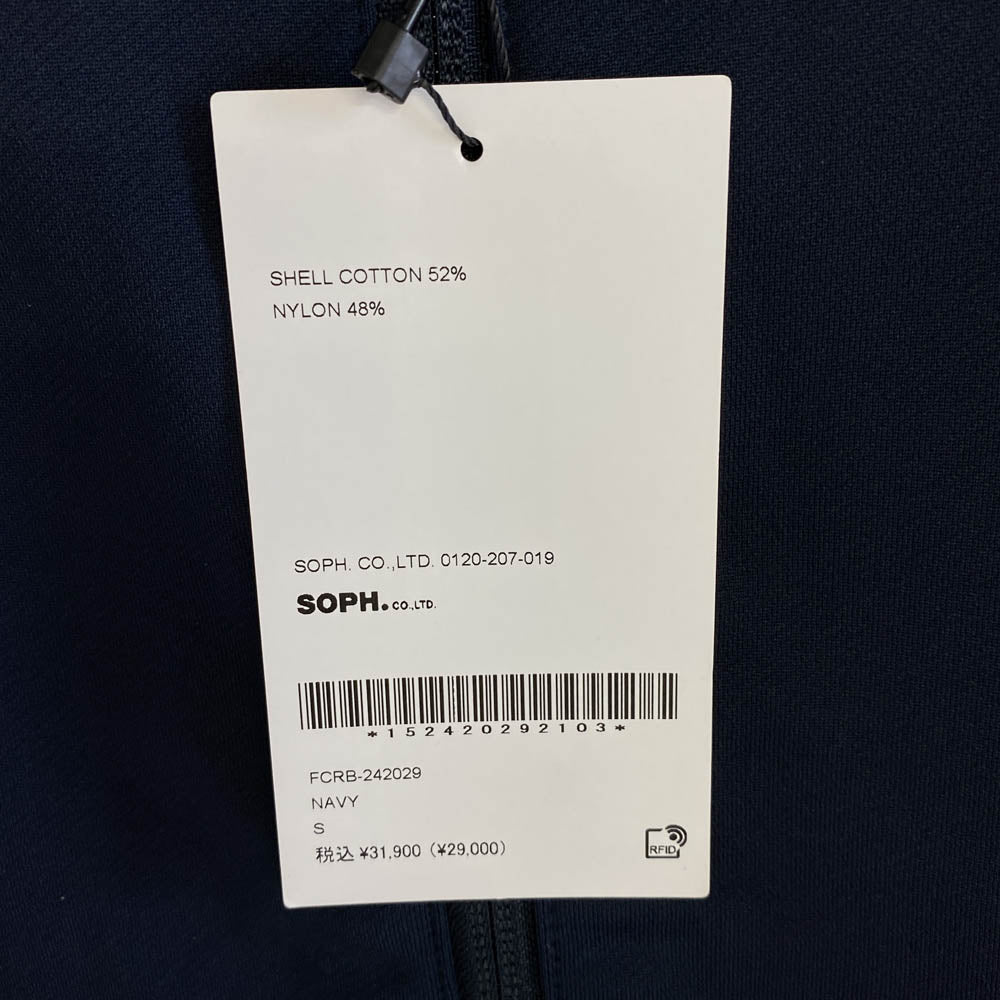 SHELL COTTON 52%
NYLON 48%
SOPH. CO.,LTD. 0120-207-019
SOPH. CO.,LTD.
*152420292103*
FCRB-242029
NAVY
S
税込 ¥31,900 (¥29,000)
RFID